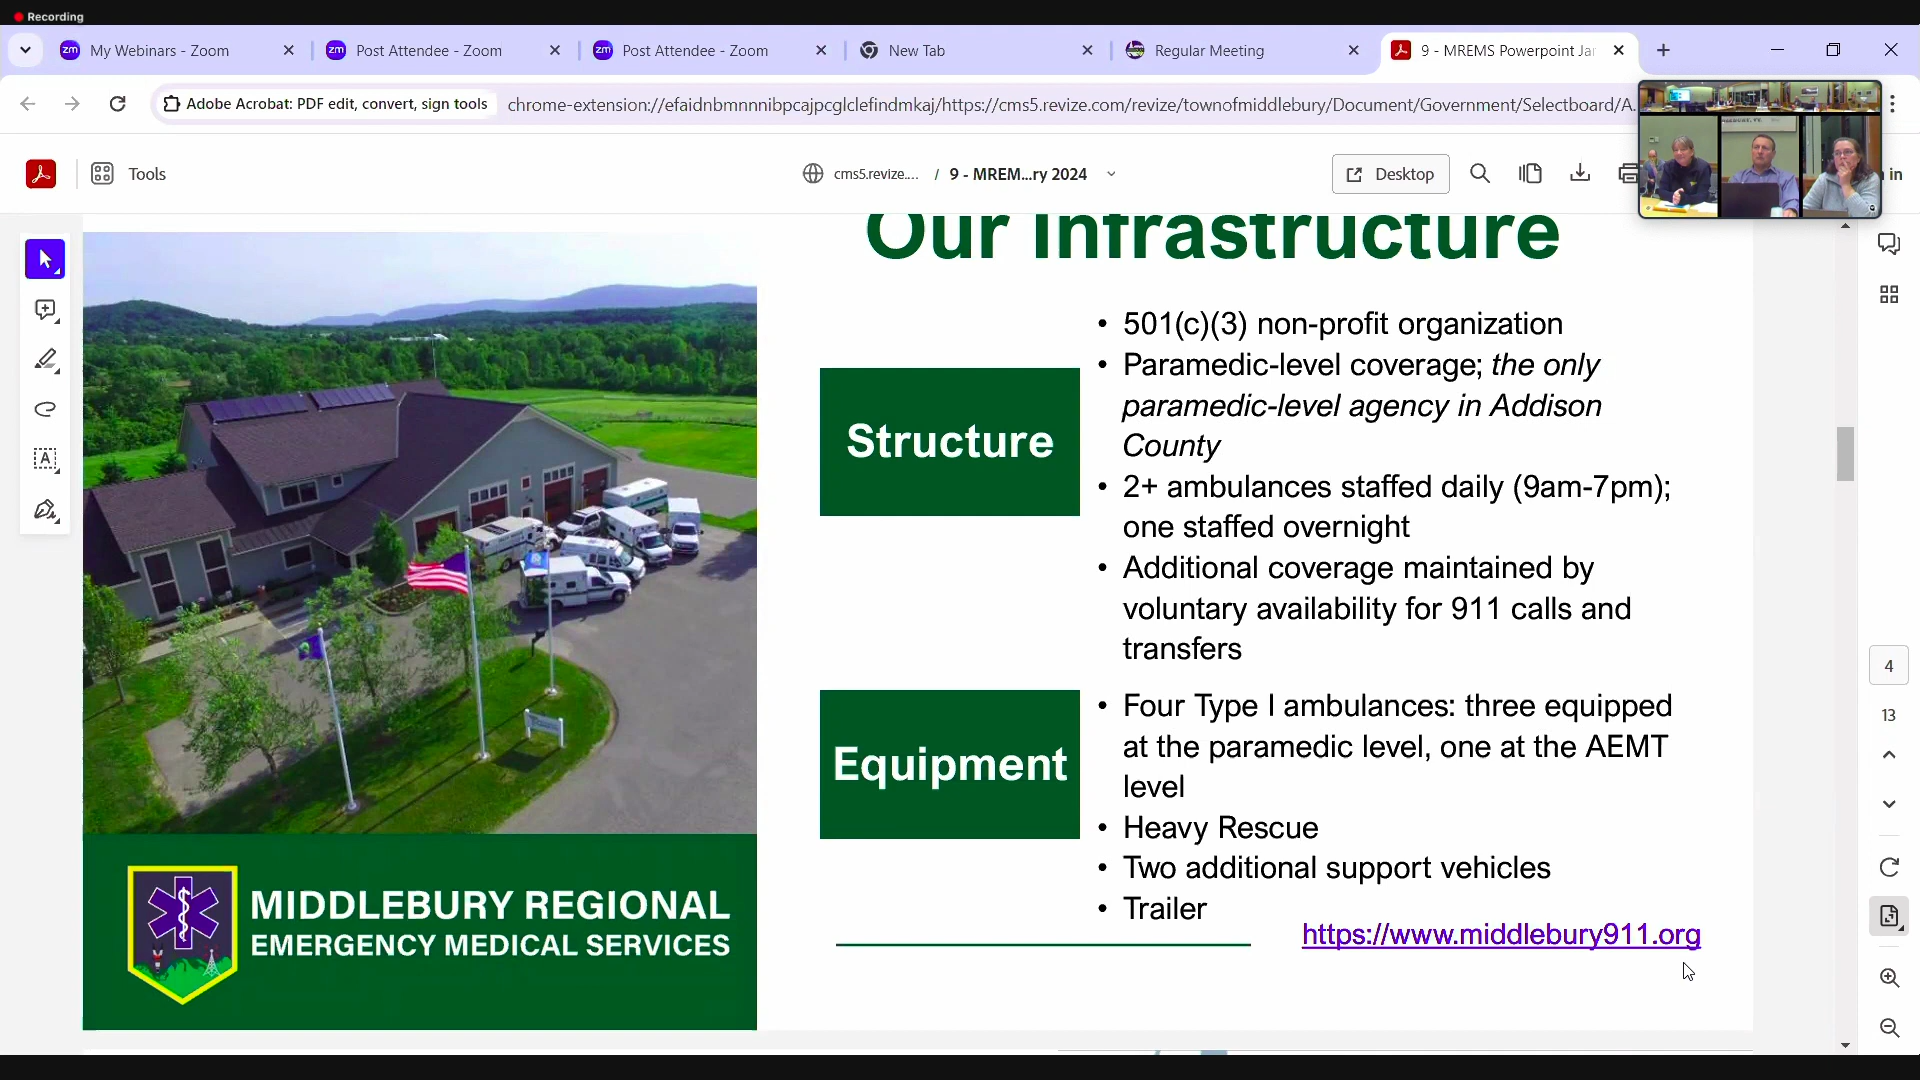 Recording
My Webinars - Zoom
Post Attendee - Zoom
Post Attendee - Zoom
New Tab
Regular Meeting
9 - MREMS Powerpoint Jar
Adobe Acrobat: PDF edit, convert, sign tools
chrome-extension://efaidnbmnnnibpcajpcglclefindmkaj/https://cms5.revize.com/revize/townofmiddlebury/Document/Government/Selectboard/A...
Tools
cms5.revize.... / 9 - MREM...ry 2024
Desktop
n in
Our Infrastructure
Structure
• 501(c)(3) non-profit organization
• Paramedic-level coverage; the only
paramedic-level agency in Addison
County
• 2+ ambulances staffed daily (9am-7pm);
one staffed overnight
• Additional coverage maintained by
voluntary availability for 911 calls and
transfers
Equipment
• Four Type I ambulances: three equipped
at the paramedic level, one at the AEMT
level
• Heavy Rescue
• Two additional support vehicles
• Trailer
https://www.middlebury911.org
MIDDLEBURY REGIONAL
EMERGENCY MEDICAL SERVICES
4
13